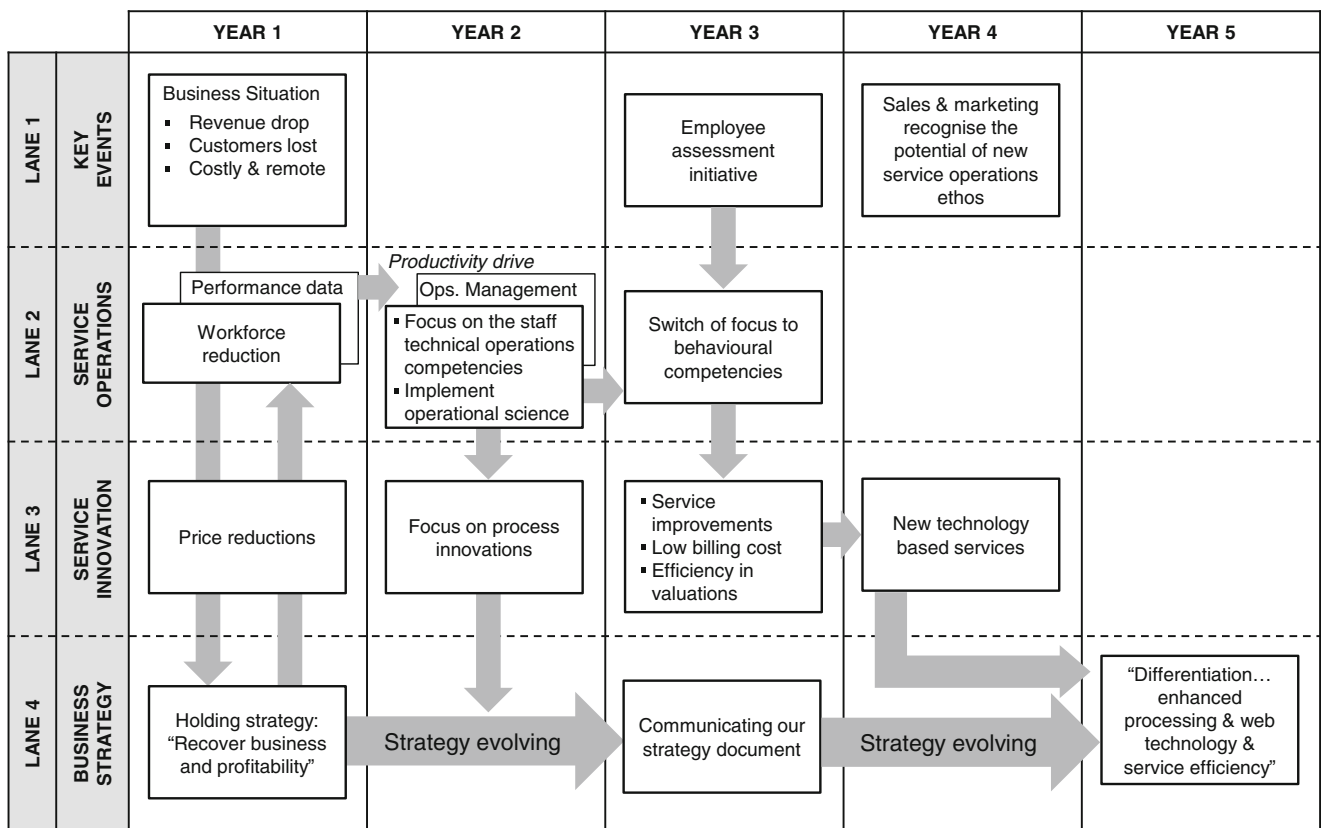 YEAR 1
YEAR 2
YEAR 3
YEAR 4
YEAR 5
LANE 1
KEY
EVENTS
Business Situation
▪ Revenue drop
▪ Customers lost
▪ Costly & remote
Employee
assessment
initiative
Sales & marketing
recognise the
potential of new
service operations
ethos
LANE 2
SERVICE
OPERATIONS
Performance data
Workforce
reduction
Productivity drive
Ops. Management
▪ Focus on the staff
technical operations
competencies
▪ Implement
operational science
Switch of focus to
behavioural
competencies
LANE 3
SERVICE
INNOVATION
Price reductions
Focus on process
innovations
▪ Service
improvements
▪ Low billing cost
▪ Efficiency in
valuations
New technology
based services
LANE 4
BUSINESS
STRATEGY
Holding strategy:
“Recover business
and profitability”
Strategy evolving
Communicating our
strategy document
Strategy evolving
“Differentiation…
enhanced
processing & web
technology &
service efficiency”